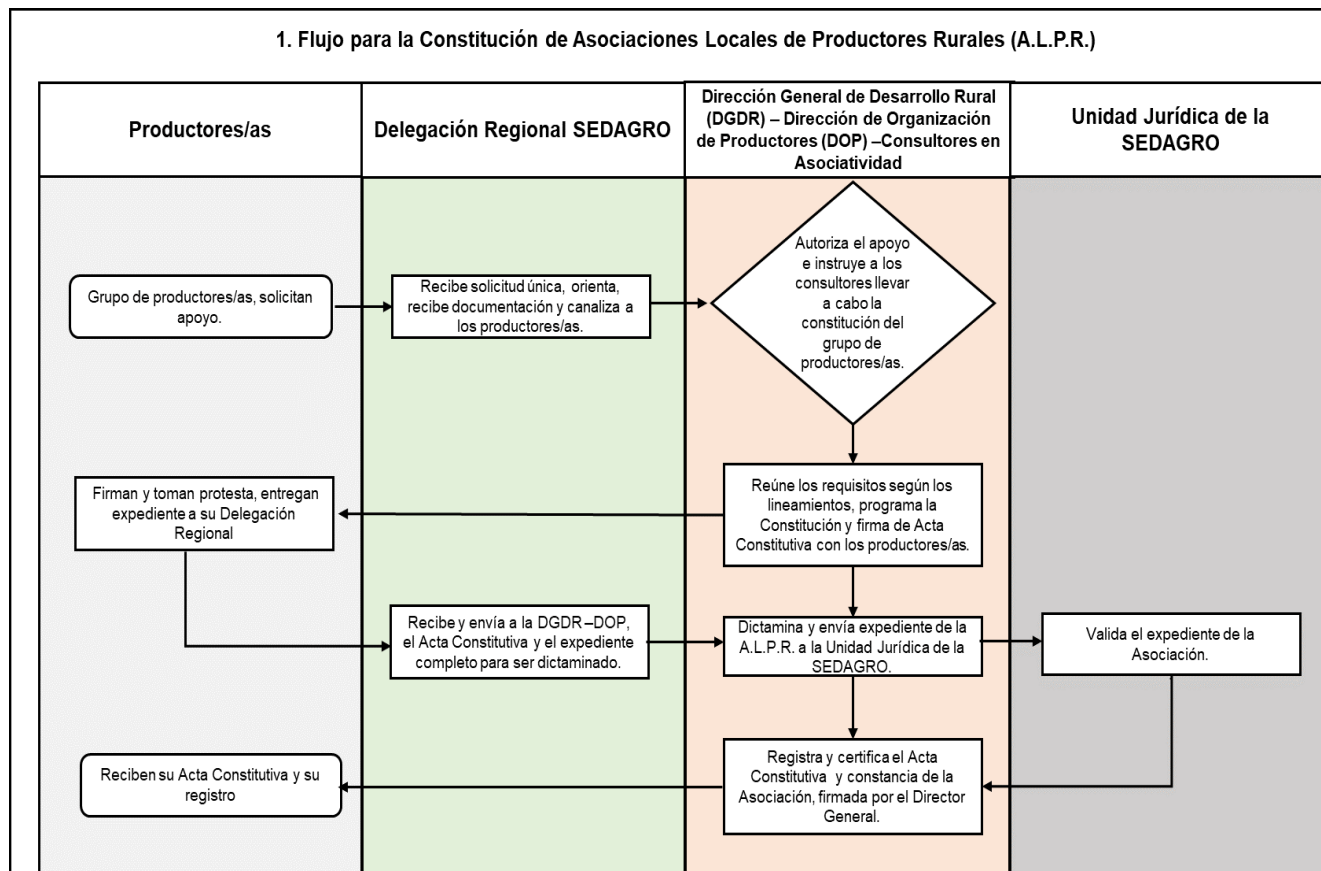 1. Flujo para la Constitución de Asociaciones Locales de Productores Rurales (A.L.P.R.)
Productores/as
Delegación Regional SEDAGRO
Dirección General de Desarrollo Rural
(DGDR) – Dirección de Organización
de Productores (DOP) –Consultores en
Asociatividad
Unidad Jurídica de la
SEDAGRO
Grupo de productores/as, solicitan
apoyo.
Recibe solicitud única, orienta,
recibe documentación y canaliza a
los productores/as.
Autoriza el apoyo
e instruye a los
consultores llevar
a cabo la
constitución del
grupo de
productores/as.
Firman y toman protesta, entregan
expediente a su Delegación
Regional
Reúne los requisitos según los
lineamientos, programa la
Constitución y firma de Acta
Constitutiva con los productores/as.
Recibe y envía a la DGDR –DOP,
el Acta Constitutiva y el expediente
completo para ser dictaminado.
Dictamina y envía expediente de la
A.L.P.R. a la Unidad Jurídica de la
SEDAGRO.
Valida el expediente de la
Asociación.
Reciben su Acta Constitutiva y su
registro
Registra y certifica el Acta
Constitutiva y constancia de la
Asociación, firmada por el Director
General.